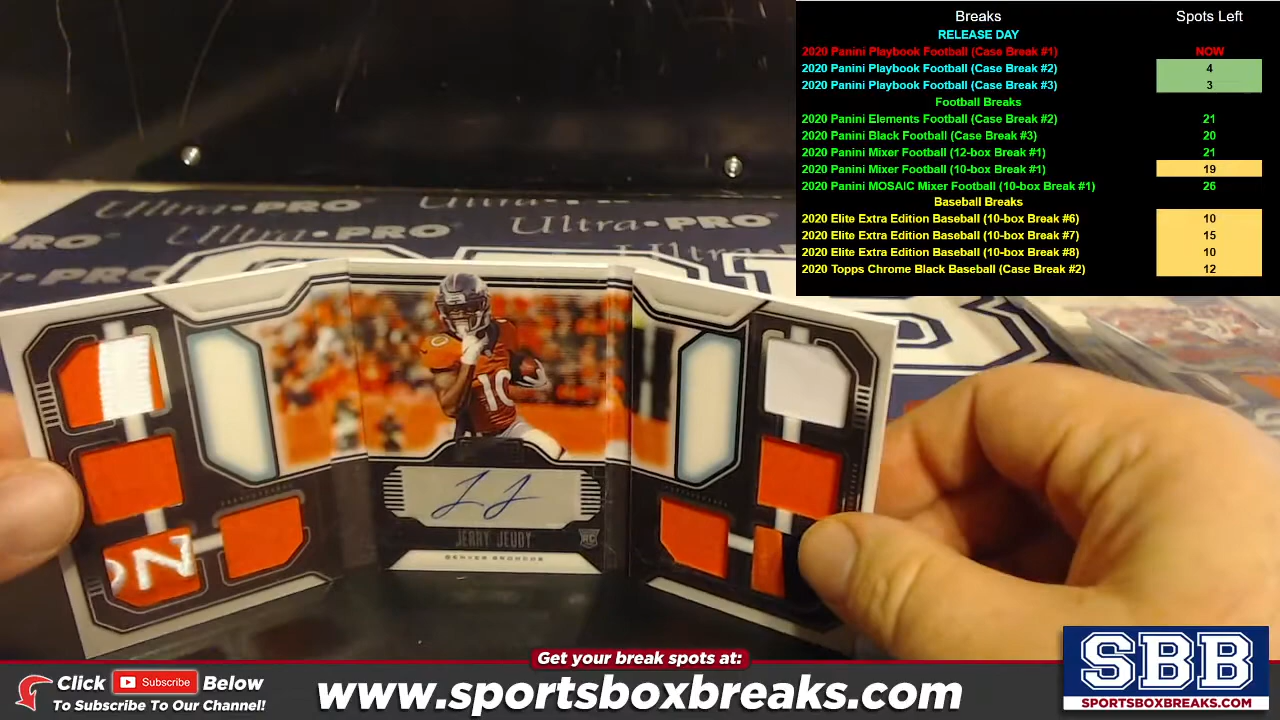 Breaks Spots Left
RELEASE DAY
2020 Panini Playbook Football (Case Break #1) NOW
2020 Panini Playbook Football (Case Break #2) 4
2020 Panini Playbook Football (Case Break #3) 3
Football Breaks
2020 Panini Elements Football (Case Break #2) 21
2020 Panini Black Football (Case Break #3) 20
2020 Panini Mixer Football (12-box Break #1) 21
2020 Panini Mixer Football (10-box Break #1) 19
2020 Panini MOSAIC Mixer Football (10-box Break #1) 26
Baseball Breaks
2020 Elite Extra Edition Baseball (10-box Break #6) 10
2020 Elite Extra Edition Baseball (10-box Break #7) 15
2020 Elite Extra Edition Baseball (10-box Break #8) 10
2020 Topps Chrome Black Baseball (Case Break #2) 12
Ultra PRO
Ultra PRO
Ultra PRO
PRO
PRO
10
JERRY JEUDY
RC
DENVER BRONCOS
N
Get your break spots at:
www.sportsboxbreaks.com
Click Subscribe Below
To Subscribe To Our Channel!
SBB
SPORTSBOXBREAKS.COM